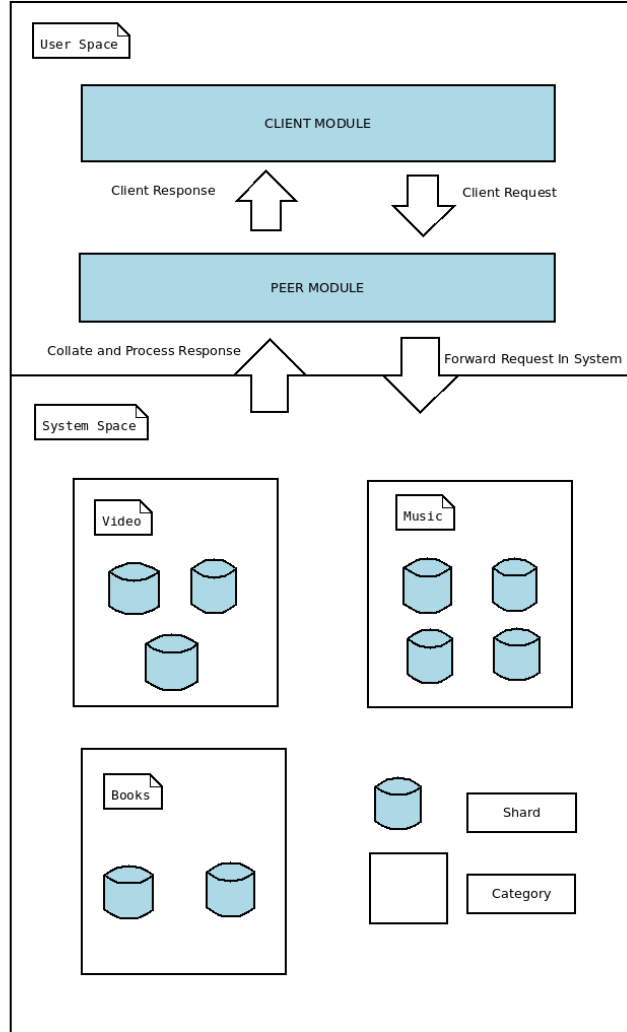 User Space
CLIENT MODULE
Client Response
Client Request
PEER MODULE
Collate and Process Response
Forward Request In System
System Space
Video
Music
Books
Shard
Category